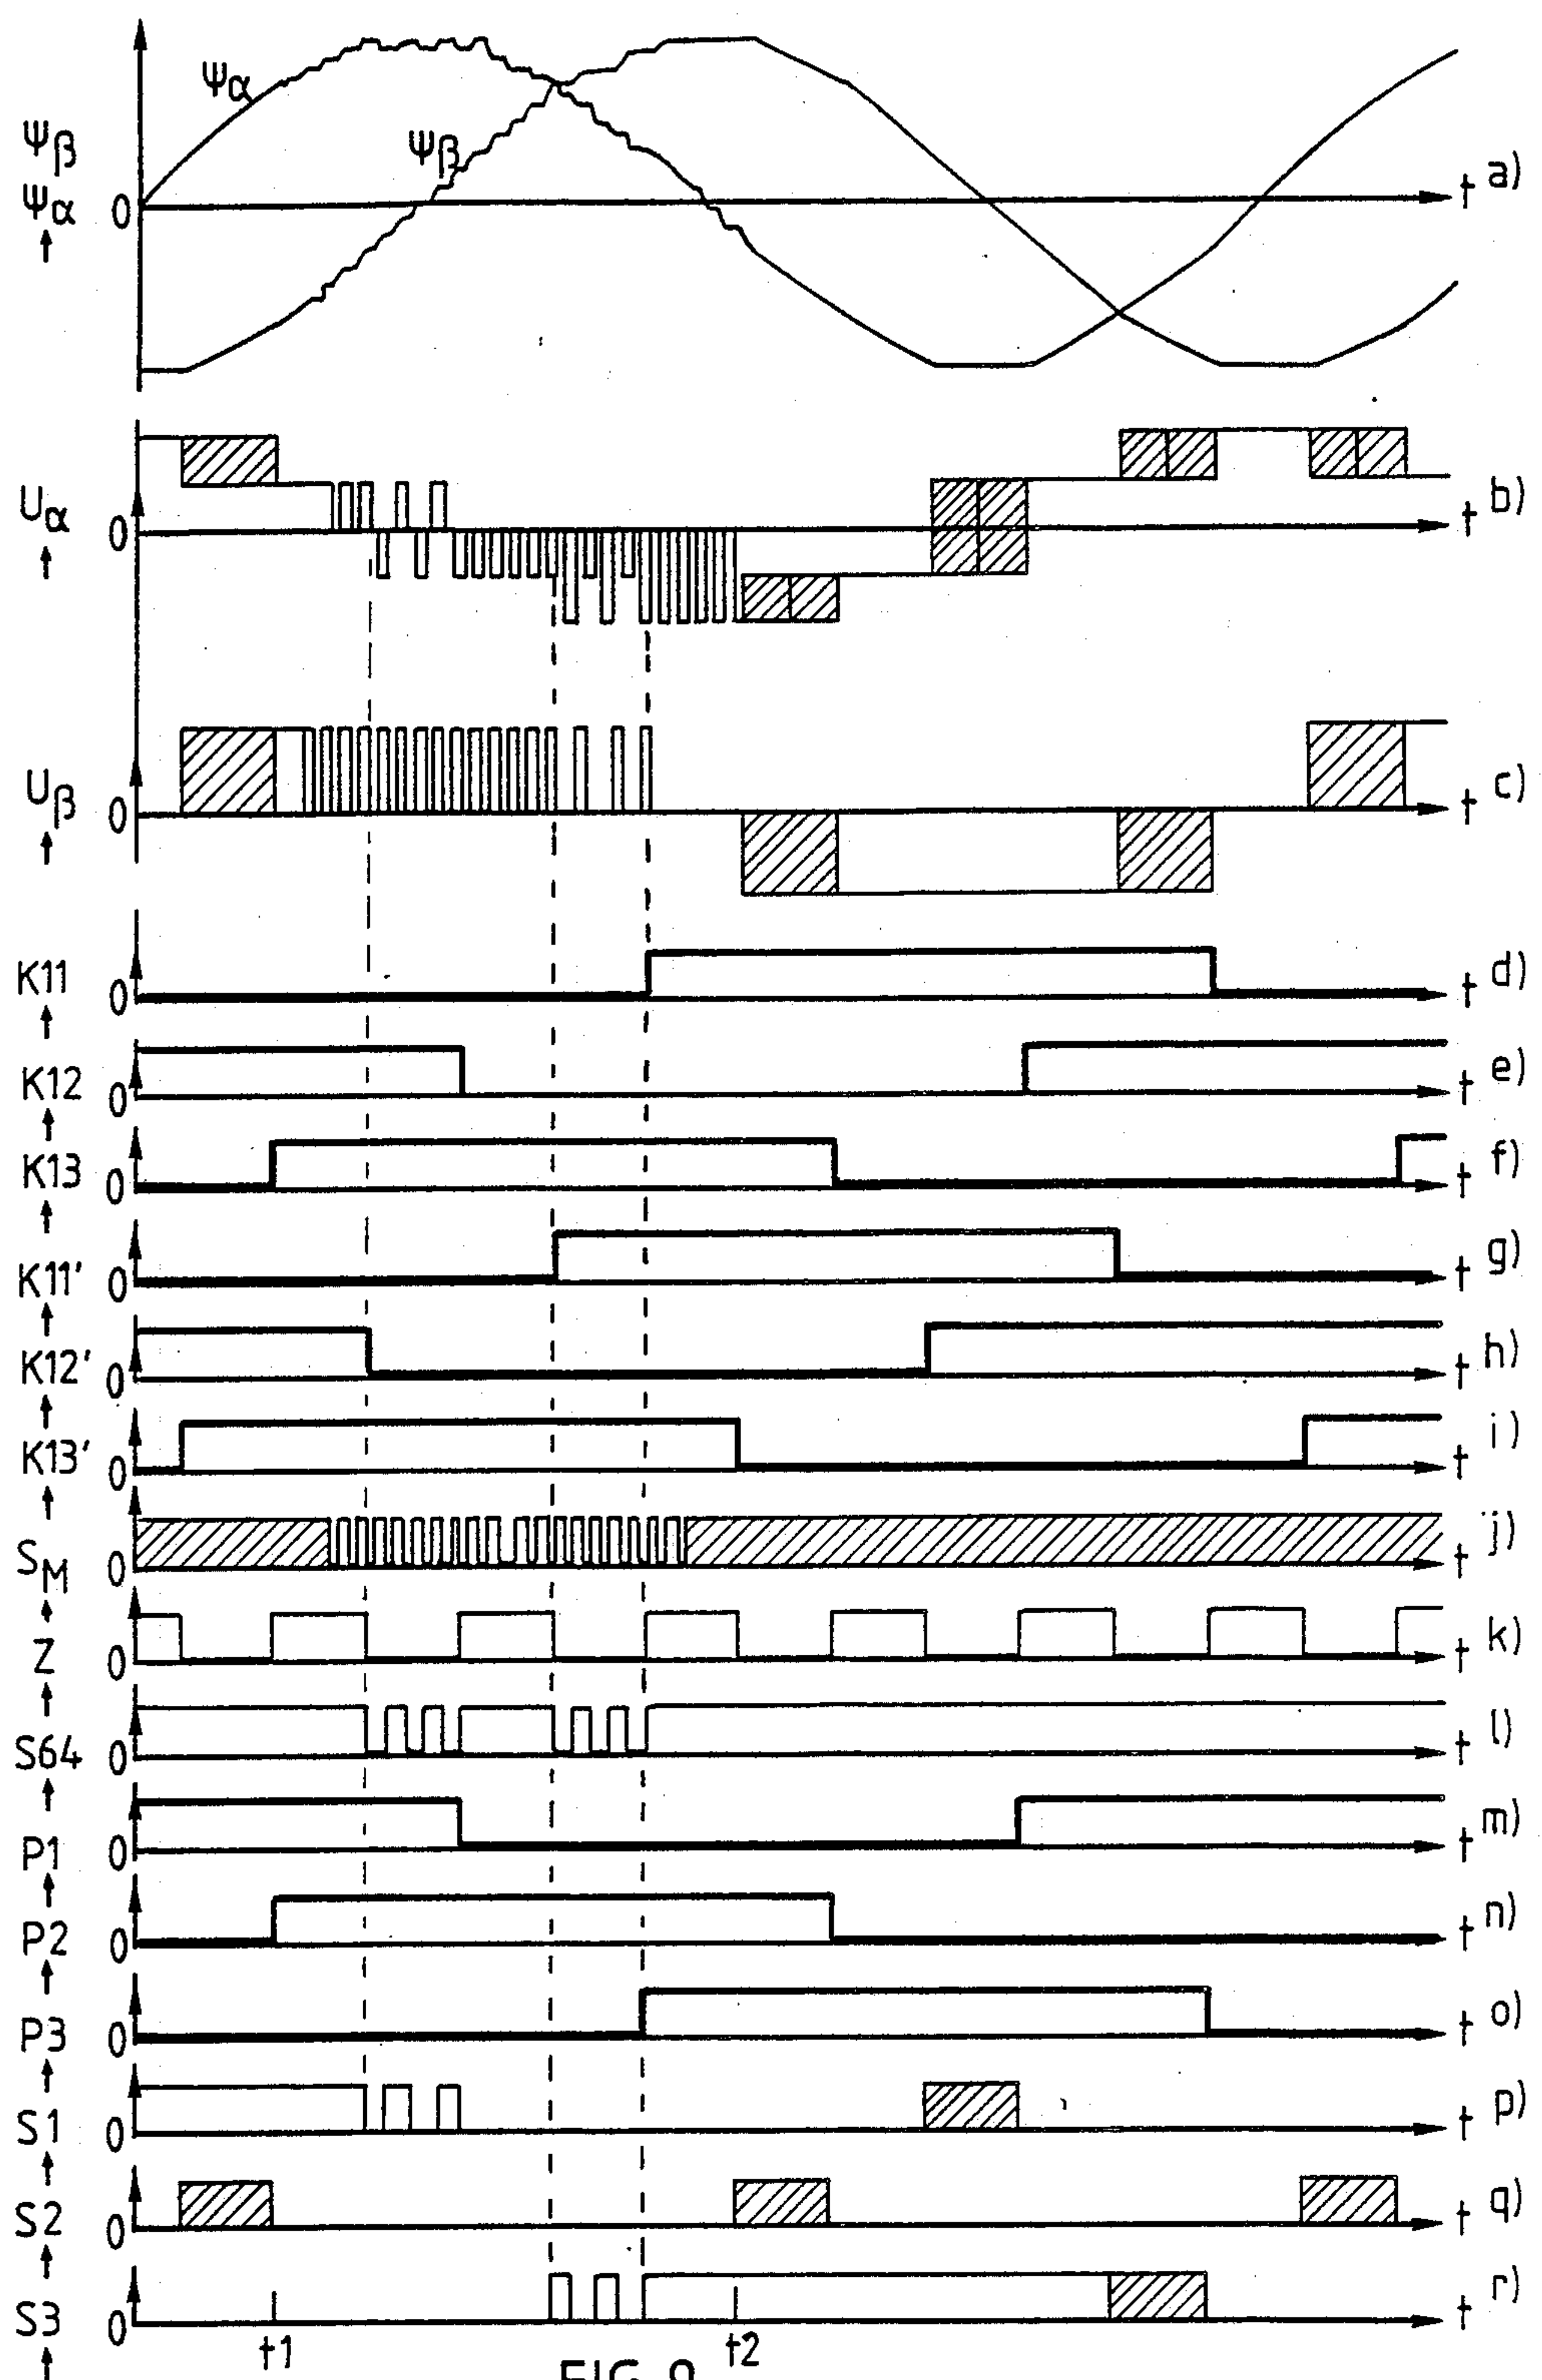 ψα
ψβ
ψβ
ψα
0
t a)
Uα
0
t b)
Uβ
0
t c)
K11
0
t d)
K12
0
t e)
K13
0
t f)
K11'
0
t g)
K12'
0
t h)
K13'
0
t i)
SM
0
t j)
Z
0
t k)
S64
0
t l)
P1
0
t m)
P2
0
t n)
P3
0
t o)
S1
0
t p)
S2
0
t q)
S3
0
t r)
t1
t2